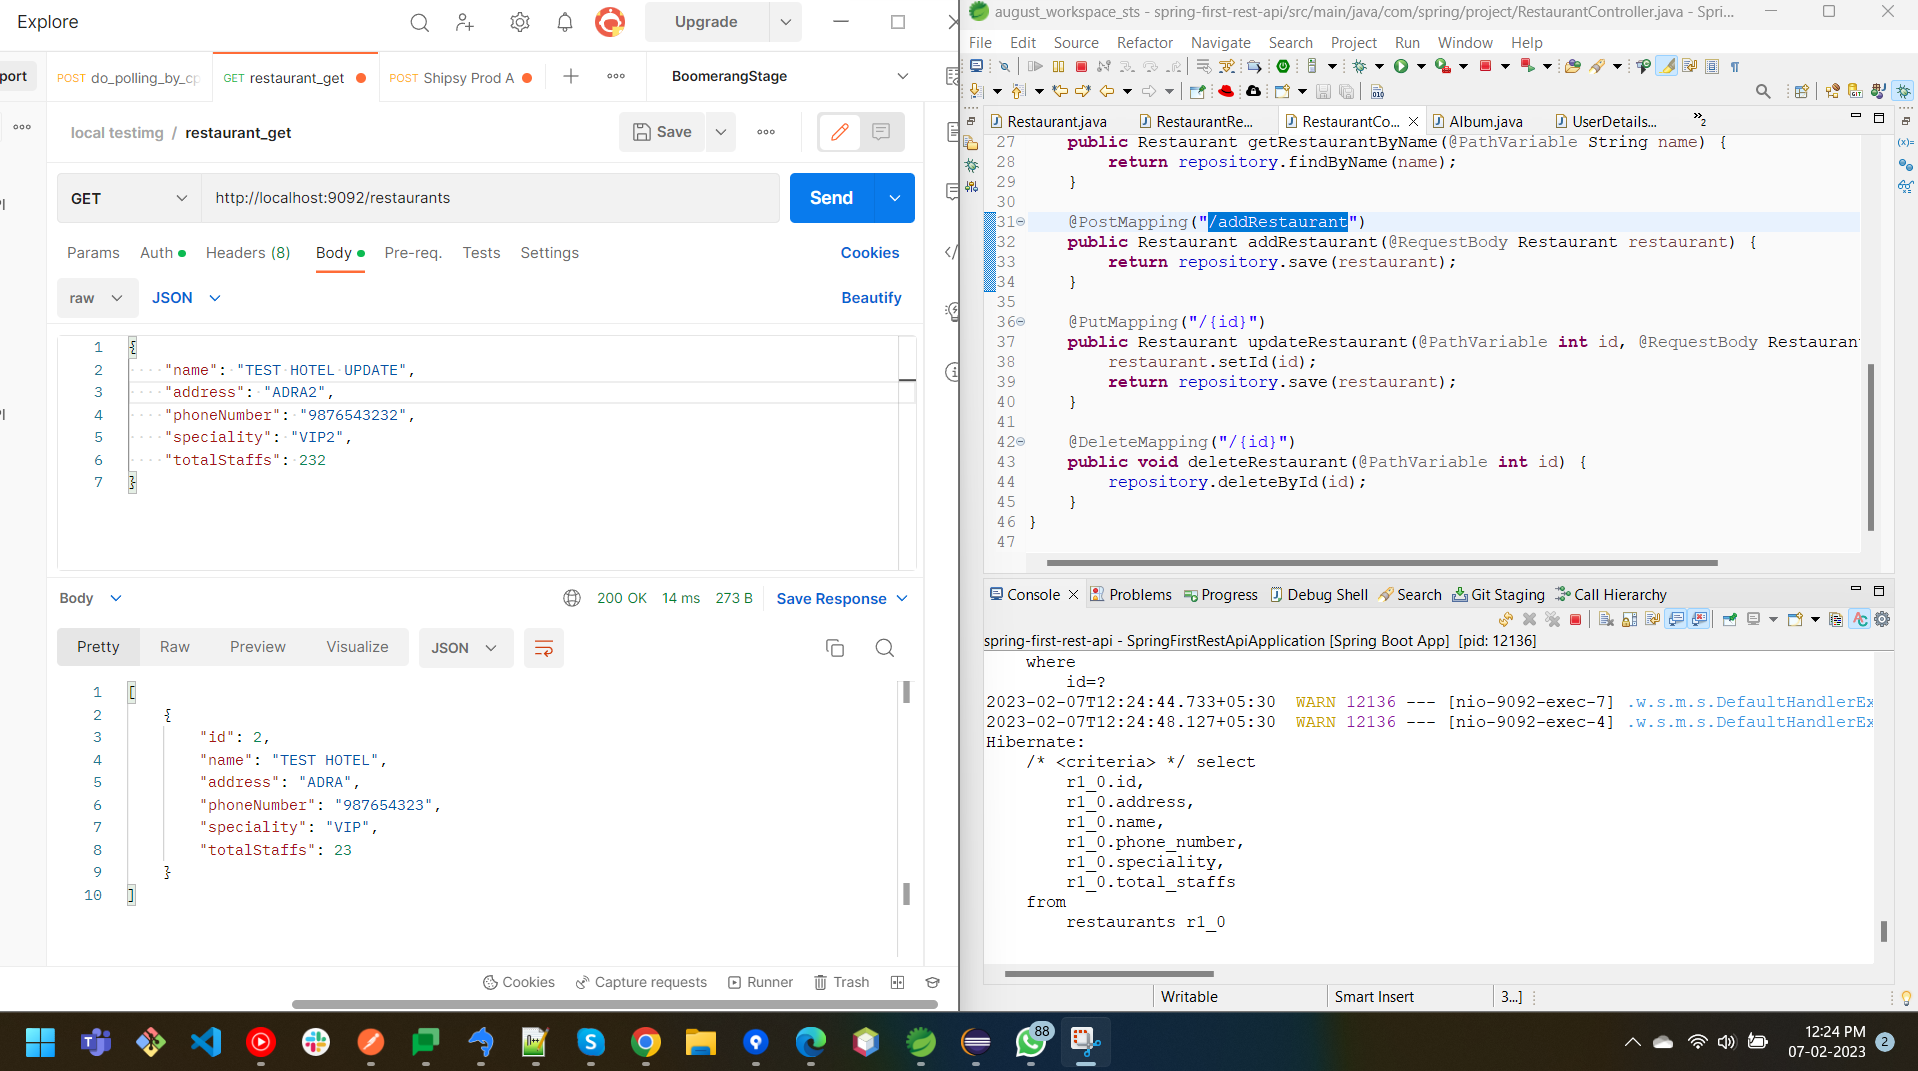 Explore
Upgrade
port
POST do_polling_by_cp
GET restaurant_get
POST Shipsy Prod A
BoomerangStage
local testimg / restaurant_get
Save
GET
http://localhost:9092/restaurants
Send
Params
Auth
Headers (8)
Body
Pre-req.
Tests
Settings
Cookies
raw
JSON
Beautify
1 {
2 "name": "TEST HOTEL UPDATE",
3 "address": "ADRA2",
4 "phoneNumber": "9876543232",
5 "speciality": "VIP2",
6 "totalStaffs": 232
7 }
Body
200 OK
14 ms
273 B
Save Response
Pretty
Raw
Preview
Visualize
JSON
1 [
2 {
3 "id": 2,
4 "name": "TEST HOTEL",
5 "address": "ADRA",
6 "phoneNumber": "987654323",
7 "speciality": "VIP",
8 "totalStaffs": 23
9 }
10 ]
Cookies
Capture requests
Runner
Trash
august_workspace_sts - spring-first-rest-api/src/main/java/com/spring/project/RestaurantController.java - Spri...
File Edit Source Refactor Navigate Search Project Run Window Help
Restaurant.java
RestaurantRe...
RestaurantCo...
Album.java
UserDetails...
27 public Restaurant getRestaurantByName(@PathVariable String name) {
28 return repository.findByName(name);
29 }
30
31 @PostMapping("/addRestaurant")
32 public Restaurant addRestaurant(@RequestBody Restaurant restaurant) {
33 return repository.save(restaurant);
34 }
35
36 @PutMapping("/{id}")
37 public Restaurant updateRestaurant(@PathVariable int id, @RequestBody Restauran
38 restaurant.setId(id);
39 return repository.save(restaurant);
40 }
41
42 @DeleteMapping("/{id}")
43 public void deleteRestaurant(@PathVariable int id) {
44 repository.deleteById(id);
45 }
46 }
47
Console
Problems
Progress
Debug Shell
Search
Git Staging
Call Hierarchy
spring-first-rest-api - SpringFirstRestApiApplication [Spring Boot App] [pid: 12136]
where
id=?
2023-02-07T12:24:44.733+05:30 WARN 12136 --- [nio-9092-exec-7] .w.s.m.s.DefaultHandlerEx
2023-02-07T12:24:48.127+05:30 WARN 12136 --- [nio-9092-exec-4] .w.s.m.s.DefaultHandlerEx
Hibernate:
/* <criteria> */ select
r1_0.id,
r1_0.address,
r1_0.name,
r1_0.phone_number,
r1_0.speciality,
r1_0.total_staffs
from
restaurants r1_0
Writable
Smart Insert
3...]
88
12:24 PM
07-02-2023
2